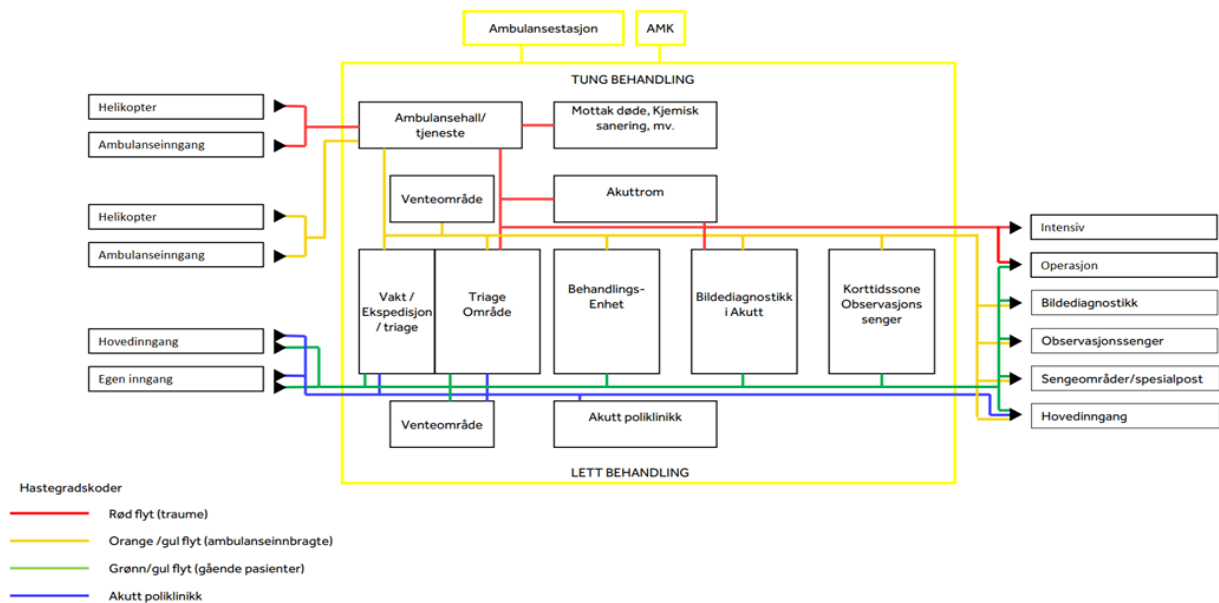 Ambulansestasjon
AMK
TUNG BEHANDLING
Helikopter
Ambulanseinngang
Ambulansehall/
tjeneste
Mottak døde, Kjemisk
sanering, mv.
Venteområde
Akuttrom
Helikopter
Ambulanseinngang
Intensiv
Operasjon
Bildediagnostikk
Observasjonssenger
Sengeområder/spesialpost
Hovedinngang
Vakt /
Ekspedisjon
/ triage
Triage
Område
Behandlings-
Enhet
Bildediagnostikk
i Akutt
Korttidssone
Observasjons
senger
Hovedinngang
Egen inngang
Venteområde
Akutt poliklinikk
LETT BEHANDLING
Hastegradskoder
Rød flyt (traume)
Orange /gul flyt (ambulanseinnbragte)
Grønn/gul flyt (gående pasienter)
Akutt poliklinikk